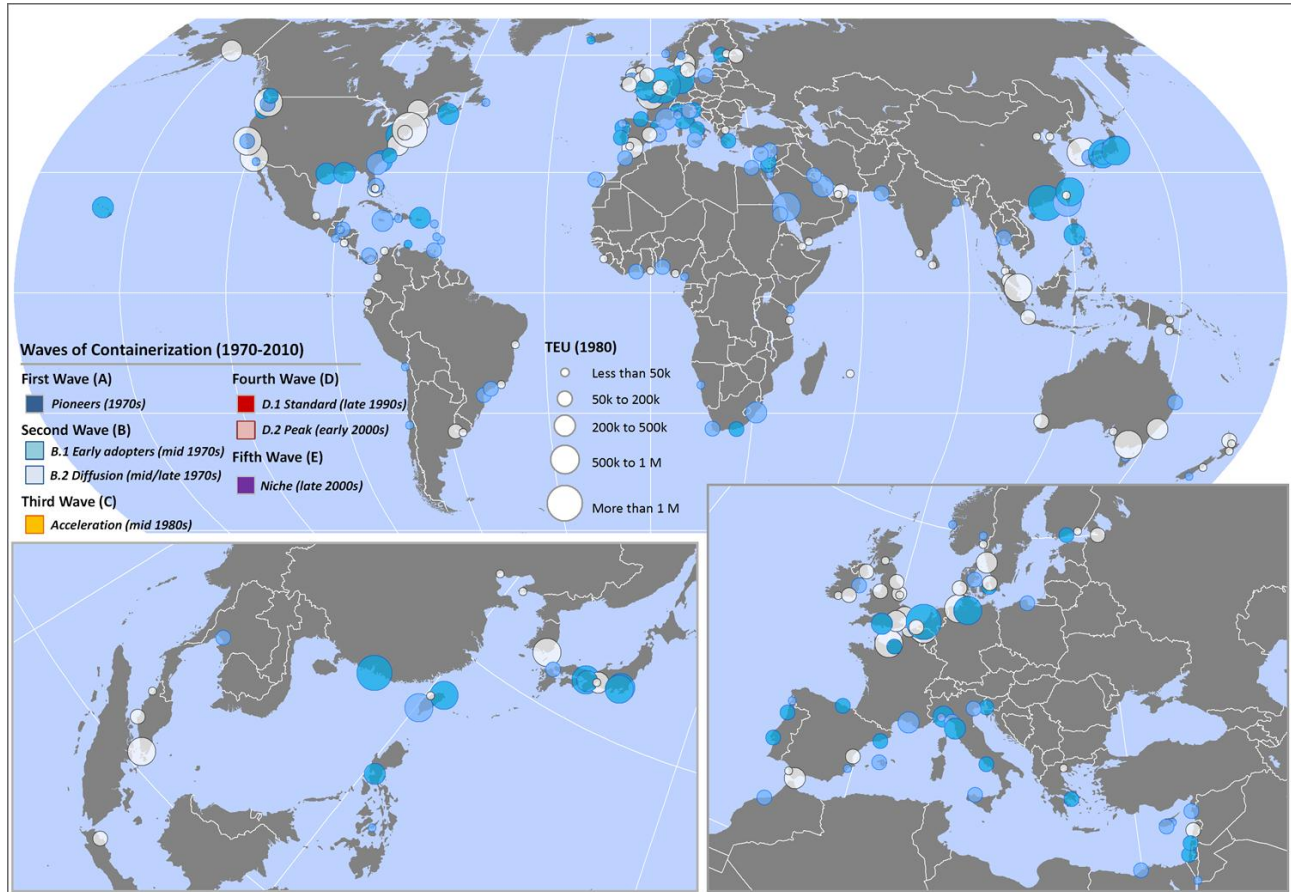 Waves of Containerization (1970-2010)
First Wave (A)
Pioneers (1970s)
Second Wave (B)
B.1 Early adopters (mid 1970s)
B.2 Diffusion (mid/late 1970s)
Third Wave (C)
Acceleration (mid 1980s)
Fourth Wave (D)
D.1 Standard (late 1990s)
D.2 Peak (early 2000s)
Fifth Wave (E)
Niche (late 2000s)
TEU (1980)
Less than 50k
50k to 200k
200k to 500k
500k to 1 M
More than 1 M